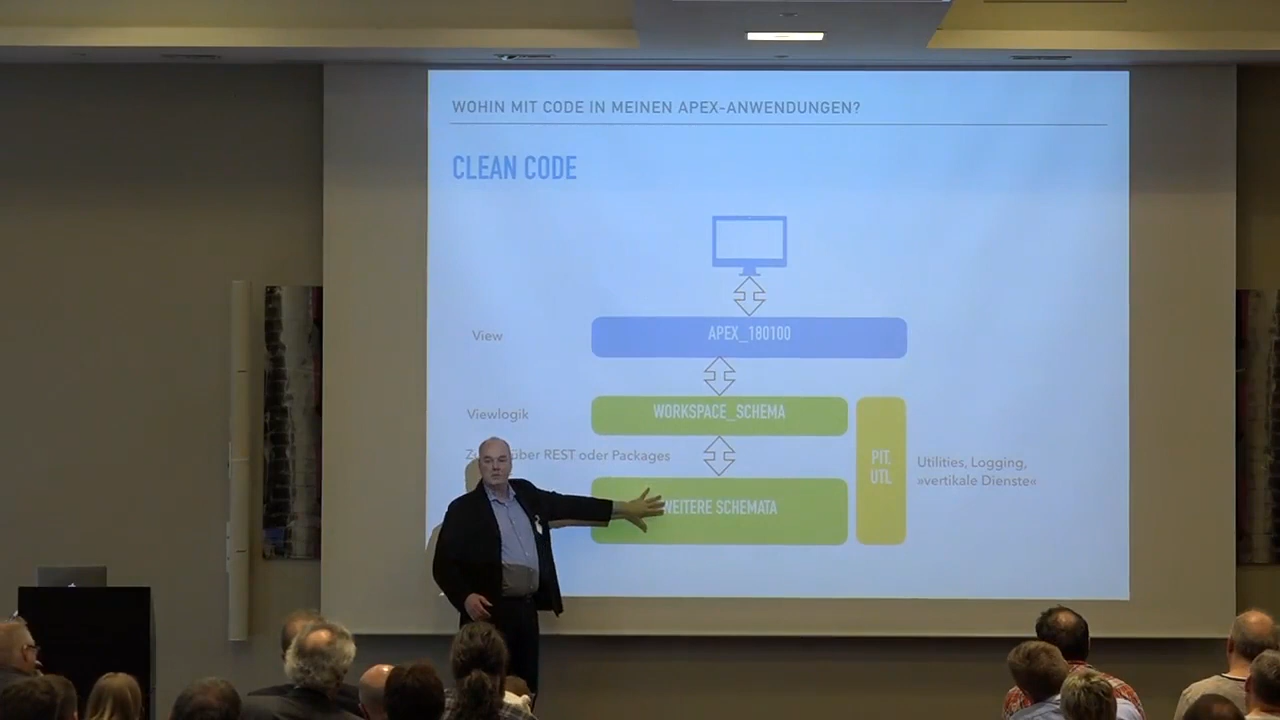 WOHIN MIT CODE IN MEINEN APEX-ANWENDUNGEN?
CLEAN CODE
View
APEX_180100
Viewlogik
WORKSPACE_SCHEMA
über REST oder Packages
WEITERE SCHEMATA
PIT,
UTL
Utilities, Logging,
»vertikale Dienste«